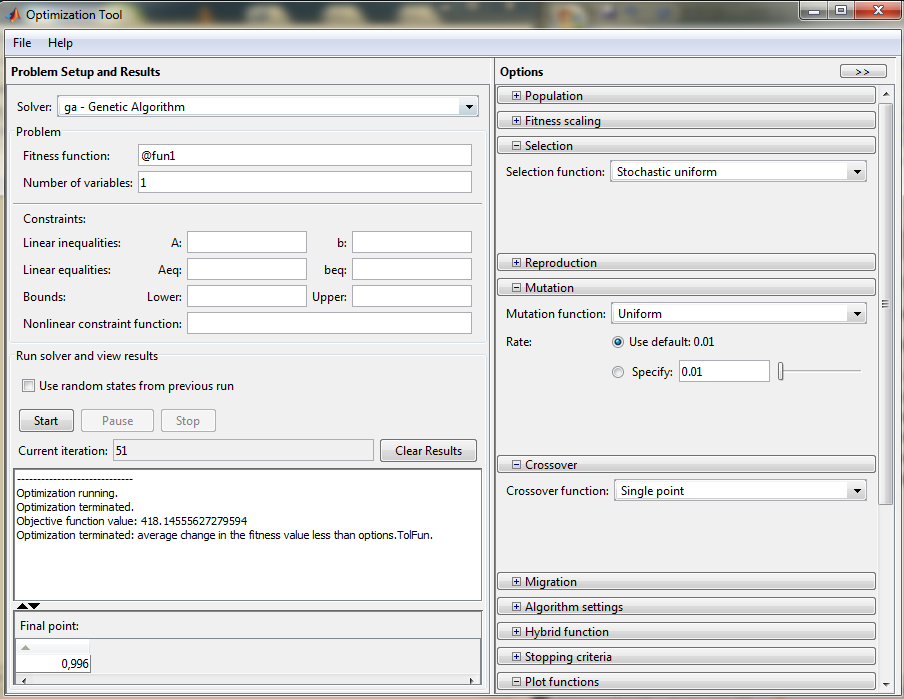 Optimization Tool
File Help
Problem Setup and Results
Solver: ga - Genetic Algorithm
Problem
Fitness function: @fun1
Number of variables: 1
Constraints:
Linear inequalities: A: b:
Linear equalities: Aeq: beq:
Bounds: Lower: Upper:
Nonlinear constraint function:
Run solver and view results
Use random states from previous run
Start Pause Stop
Current iteration: 51 Clear Results
-----------------------------
Optimization running.
Optimization terminated.
Objective function value: 418.14555627279594
Optimization terminated: average change in the fitness value less than options.TolFun.
Final point:
0,996
Options >>
Population
Fitness scaling
Selection
Selection function: Stochastic uniform
Reproduction
Mutation
Mutation function: Uniform
Rate: Use default: 0.01
Specify: 0.01
Crossover
Crossover function: Single point
Migration
Algorithm settings
Hybrid function
Stopping criteria
Plot functions